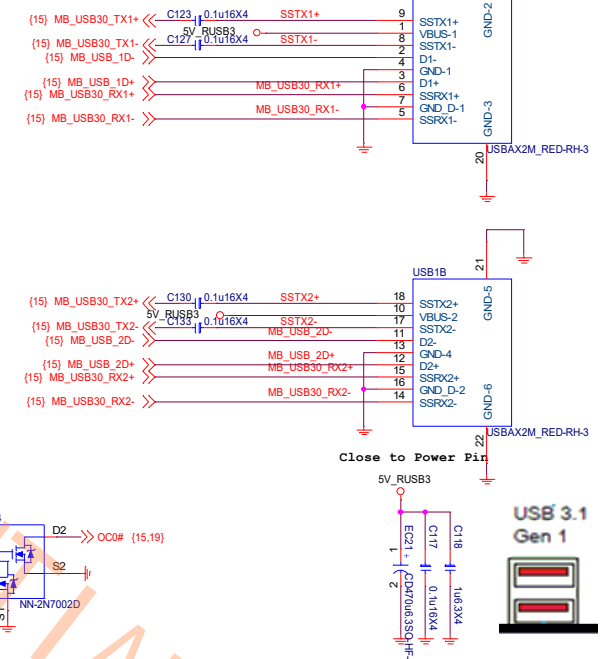 {15} MB_USB30_TX1+ C123 0.1u16X4 SSTX1+ 9 SSTX1+ GND-2
5V_RUSB3 1 VBUS-1
{15} MB_USB30_TX1- C127 0.1u16X4 SSTX1- 8 SSTX1-
{15} MB_USB_1D- 2 D1-
4 GND-1
{15} MB_USB_1D+ 3 D1+
{15} MB_USB30_RX1+ MB_USB30_RX1+ 6 SSRX1+
7 GND_D-1
{15} MB_USB30_RX1- MB_USB30_RX1- 5 SSRX1- GND-3
20 USBAX2M_RED-RH-3
21
USB1B
{15} MB_USB30_TX2+ C130 0.1u16X4 SSTX2+ 18 SSTX2+ GND-5
5V_RUSB3 10 VBUS-2
{15} MB_USB30_TX2- C133 0.1u16X4 SSTX2- 17 SSTX2-
{15} MB_USB_2D- MB_USB_2D- 11 D2-
13 GND-4
{15} MB_USB_2D+ MB_USB_2D+ 12 D2+
{15} MB_USB30_RX2+ MB_USB30_RX2+ 15 SSRX2+
16 GND_D-2
{15} MB_USB30_RX2- MB_USB30_RX2- 14 SSRX2- GND-6
22 USBAX2M_RED-RH-3
Close to Power Pin
5V_RUSB3
EC21 + 1 2 CD470u6.3SO-HF-
C117 0.1u16X4
C118 1u6.3X4
USB 3.1
Gen 1
D2 OC0# {15,19}
S2
NN-2N7002D
S1